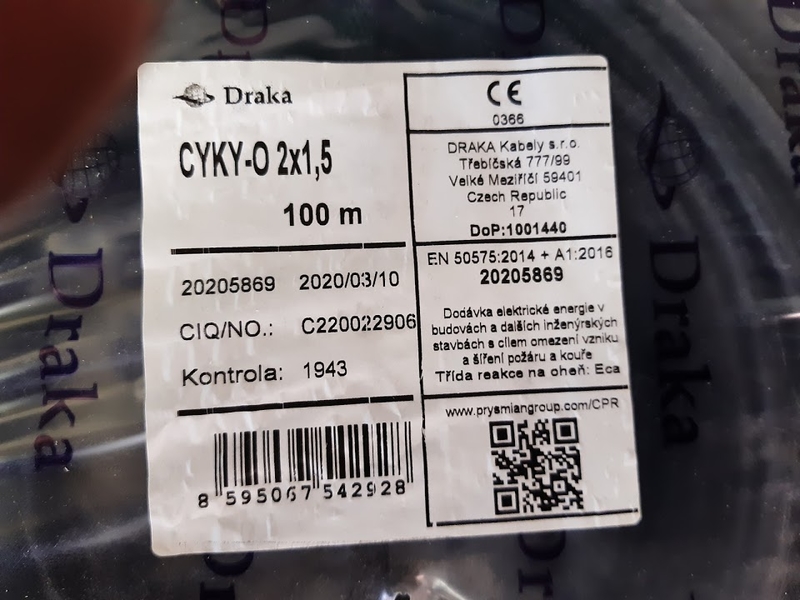 Draka
CYKY-O 2x1,5
100 m
20205869 2020/03/10
CIQ/NO.: C220022906
Kontrola: 1943
8 595067 542928
CE
0366
DRAKA Kabely s.r.o.
Třebíčská 777/99
Velké Meziříčí 59401
Czech Republic
17
DoP:1001440
EN 50575:2014 + A1:2016
20205869
Dodávka elektrické energie v
budovách a dalších inženýrských
stavbách s cílem omezení vzniku
a šíření požáru a kouře
Třída reakce na oheň: Eca
www.prysmiangroup.com/CPR
Draka
Draka
Draka